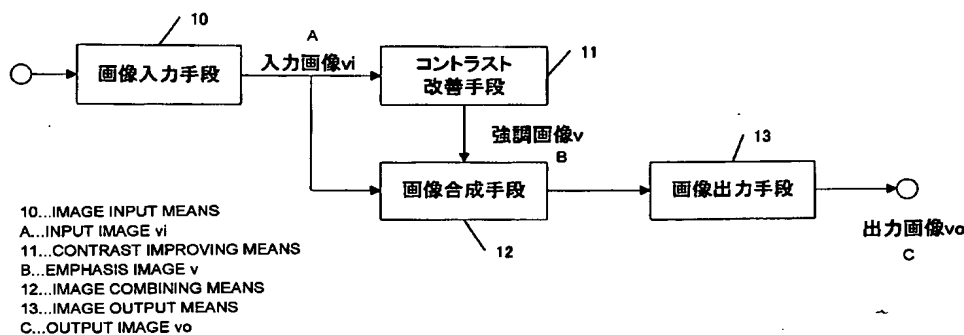 10
画像入力手段
A
入力画像vi
コントラスト
改善手段
11
強調画像v
B
画像合成手段
12
13
画像出力手段
出力画像vo
C
10...IMAGE INPUT MEANS
A...INPUT IMAGE vi
11...CONTRAST IMPROVING MEANS
B...EMPHASIS IMAGE v
12...IMAGE COMBINING MEANS
13...IMAGE OUTPUT MEANS
C...OUTPUT IMAGE vo